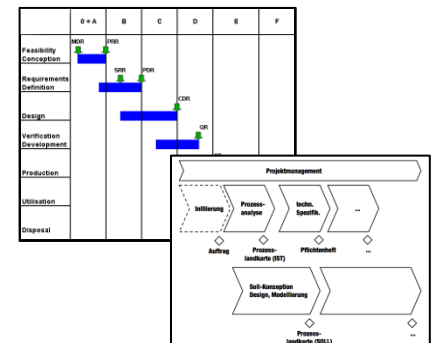 0 + A B C D E F
MDR PRR
Feasibility
Conception
SRR PDR
Requirements
Definition
CDR
Design
QR
Verification
Development
Production
Utilisation
Disposal
Projektmanagement
Initiierung
Prozess-
analyse
techn.
Spezifik.
...
Auftrag
Prozess-
landkarte (IST)
Pflichtenheft
...
Soll-Konzeption
Design, Modellierung
Prozess-
landkarte (SOLL)
...